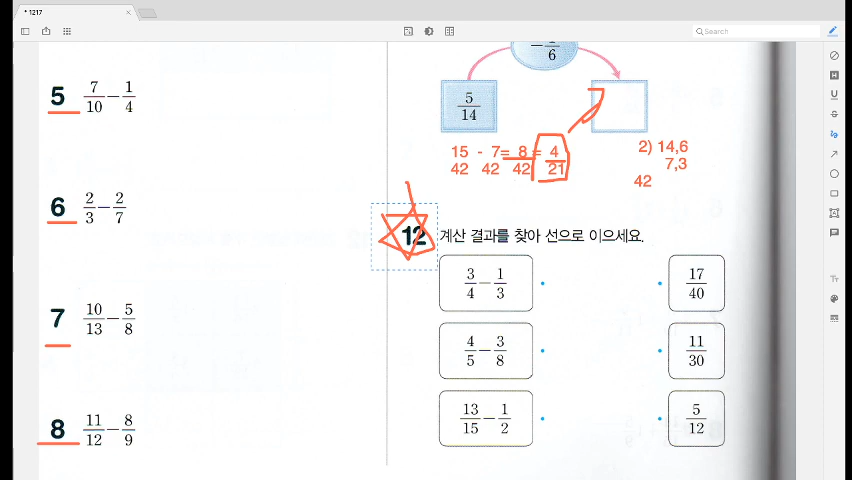 • 1217
Search
5 7/10 − 1/4
6 2/3 − 2/7
7 10/13 − 5/8
8 11/12 − 8/9
6
5/14
15 - 7 = 8 = 4
42 42 42 21
2) 14,6
7,3
42
12 계산 결과를 찾아 선으로 이으세요.
3/4 − 1/3
17/40
4/5 − 3/8
11/30
13/15 − 1/2
5/12